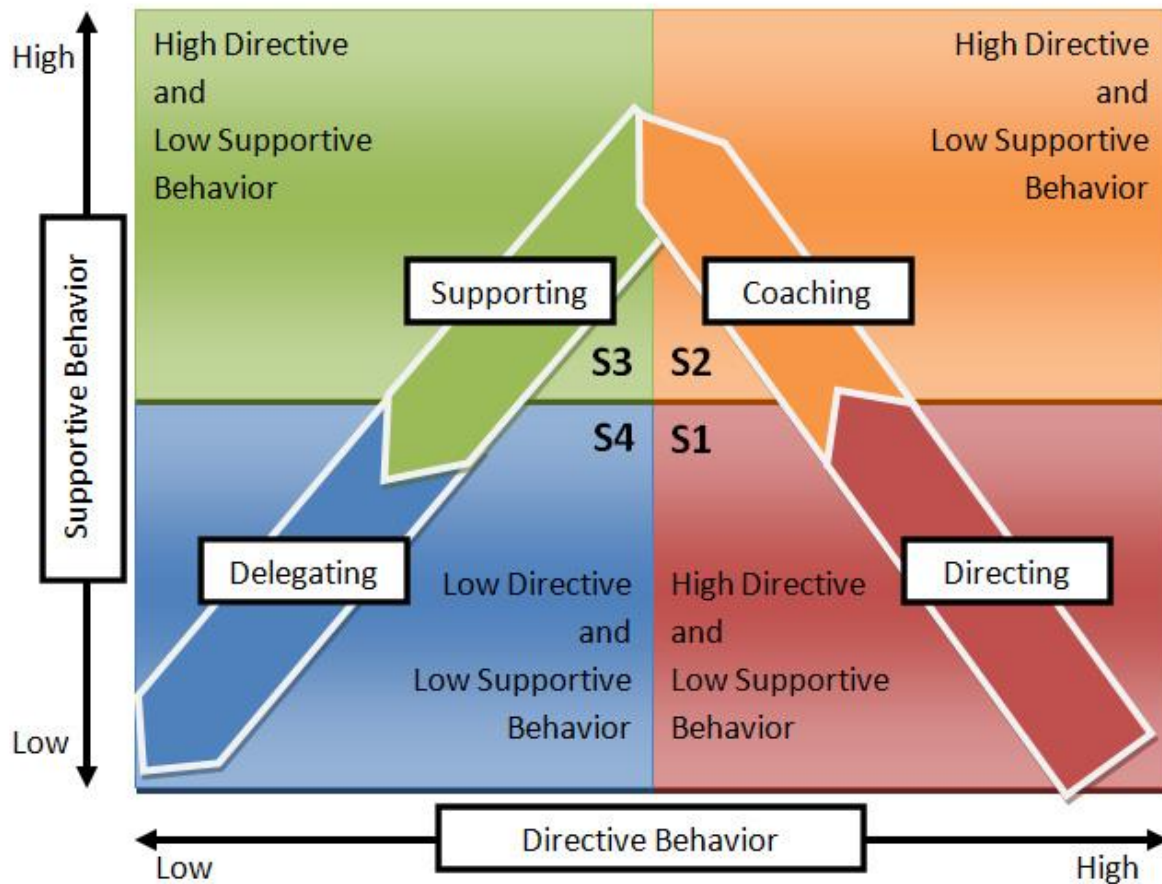 High
High Directive
and
Low Supportive
Behavior
High Directive
and
Low Supportive
Behavior
Supportive Behavior
Supporting
Coaching
S3
S2
S4
S1
Delegating
Directing
Low Directive
and
Low Supportive
Behavior
High Directive
and
Low Supportive
Behavior
Low
Directive Behavior
Low
High